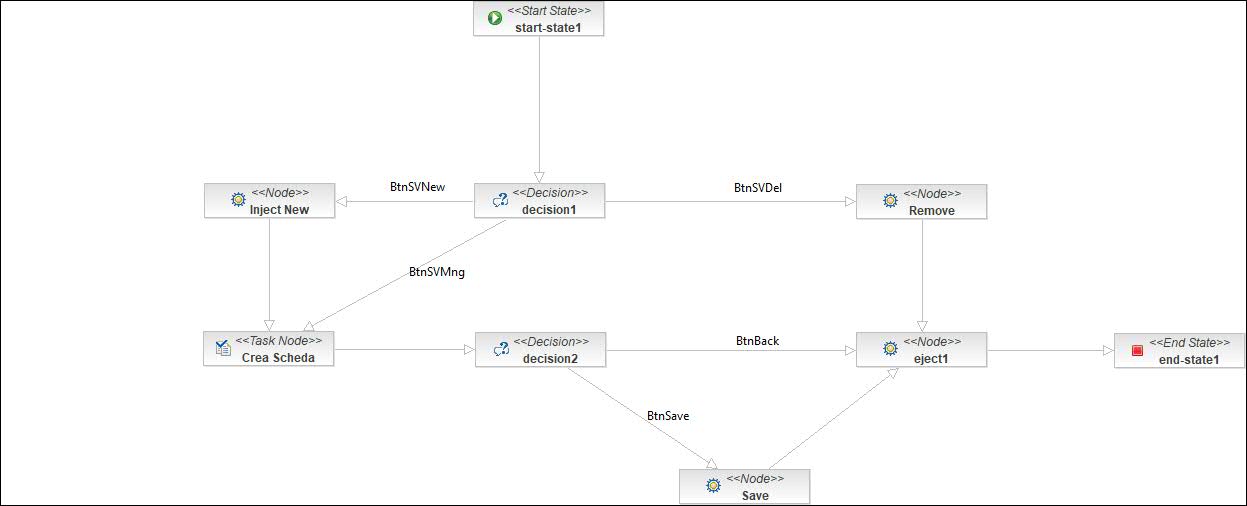 <<Start State>>
start-state1
BtnSVNew
BtnSVDel
<<Node>>
Inject New
<<Decision>>
decision1
<<Node>>
Remove
BtnSVMng
<<Task Node>>
Crea Scheda
<<Decision>>
decision2
BtnBack
<<Node>>
eject1
<<End State>>
end-state1
BtnSave
<<Node>>
Save